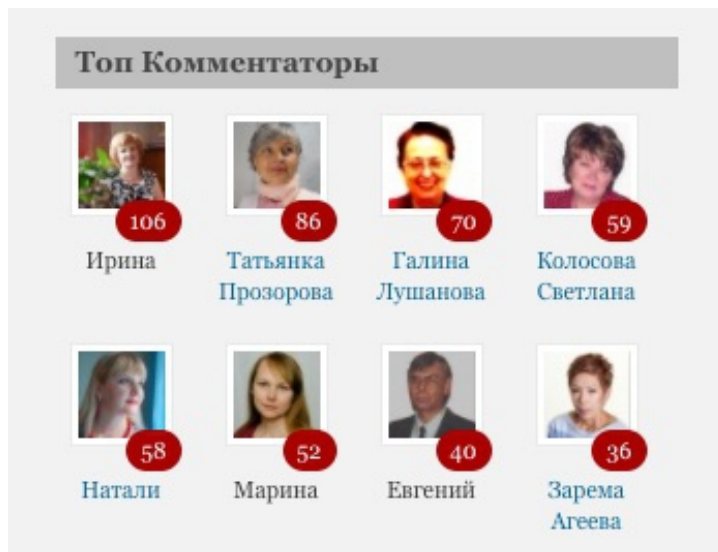 Топ Комментаторы
106 86 70 59
Ирина Татьянка Галина Колосова
Прозорова Лушанова Светлана
58 52 40 36
Натали Марина Евгений Зарема
Агеева